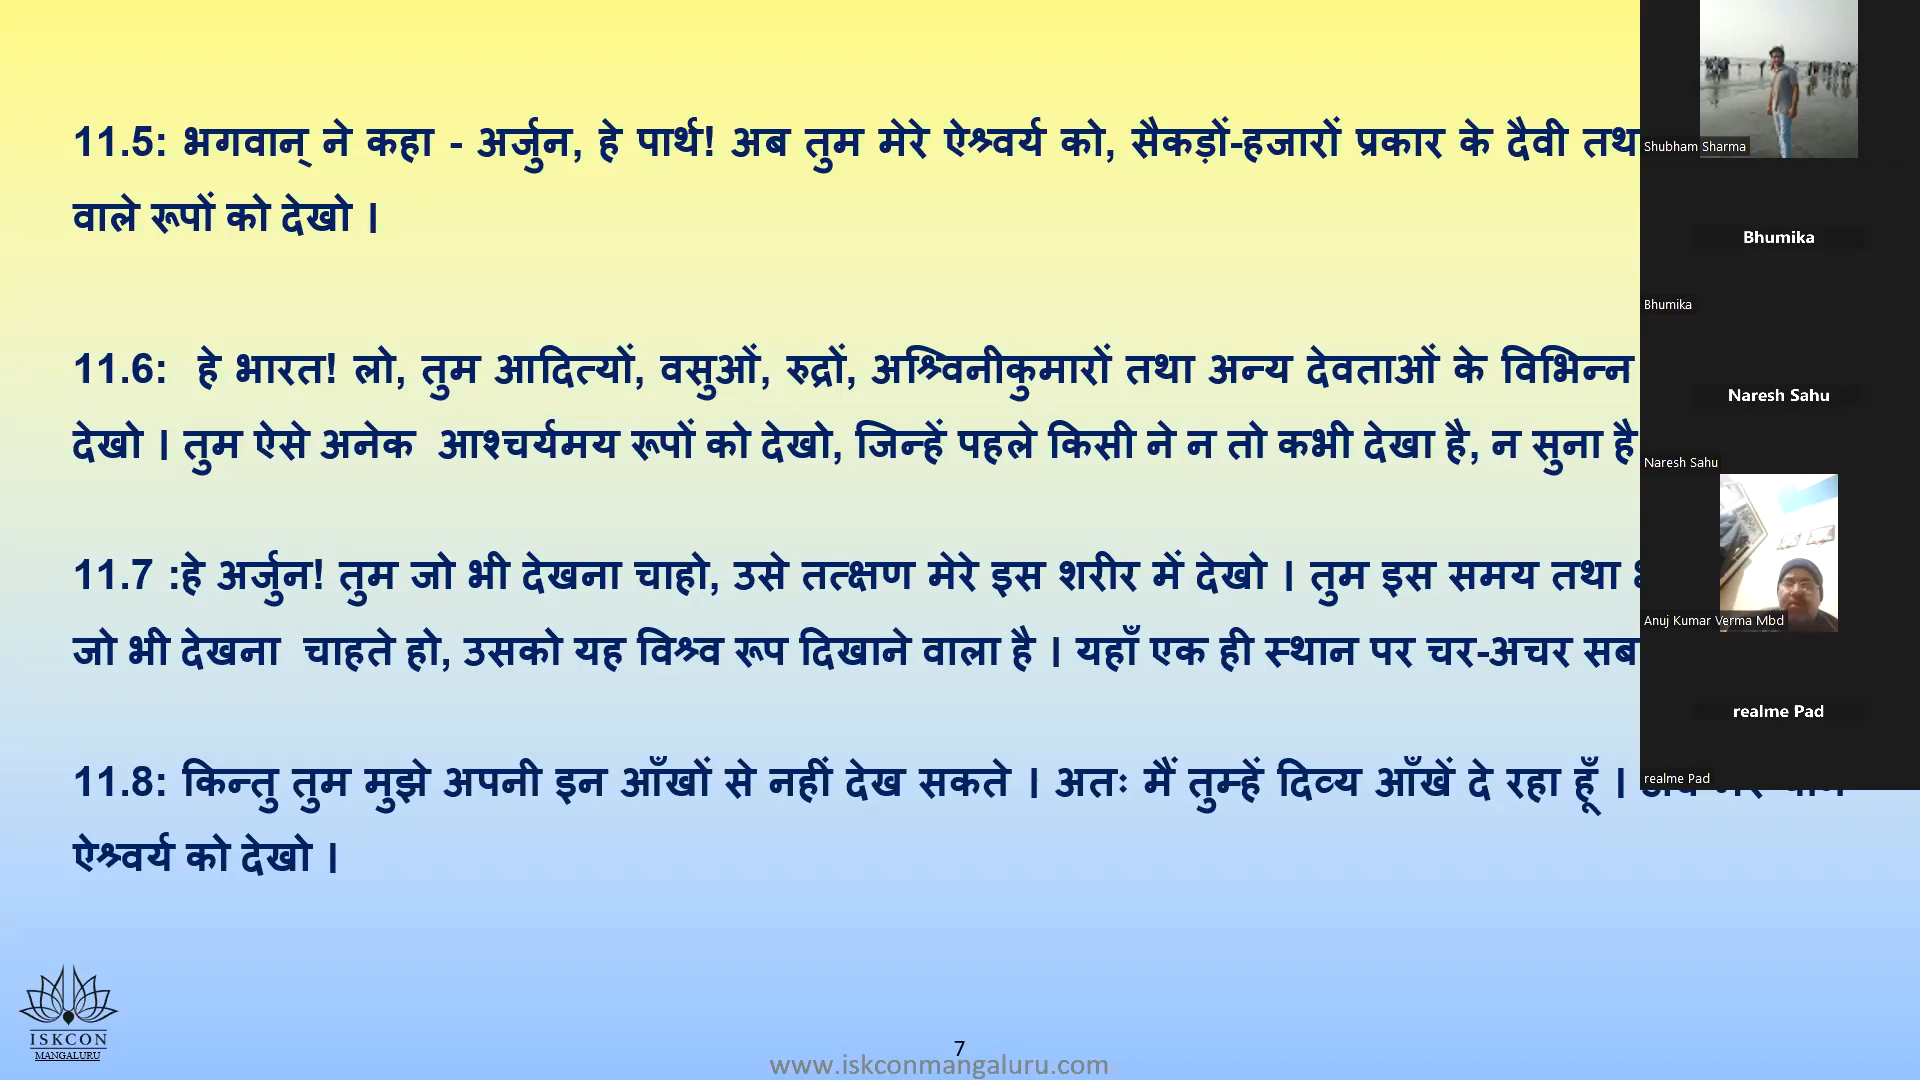 11.5: भगवान् ने कहा - अर्जुन, हे पार्थ! अब तुम मेरे ऐश्र्वर्य को, सैकड़ों-हजारों प्रकार के दैवी
वाले रूपों को देखो ।
11.6: हे भारत! लो, तुम आदित्यों, वसुओं, रुद्रों, अश्र्विनीकुमारों तथा अन्य देवताओं के विभिन्न
देखो । तुम ऐसे अनेक आश्चर्यमय रूपों को देखो, जिन्हें पहले किसी ने न तो कभी देखा है, न सुना है
11.7 :हे अर्जुन! तुम जो भी देखना चाहो, उसे तत्क्षण मेरे इस शरीर में देखो । तुम इस समय तथा
जो भी देखना चाहते हो, उसको यह विश्र्व रूप दिखाने वाला है । यहाँ एक ही स्थान पर चर-अचर सब
11.8: किन्तु तुम मुझे अपनी इन आँखों से नहीं देख सकते । अतः मैं तुम्हें दिव्य आँखें दे रहा हूँ ।
ऐश्र्वर्य को देखो ।
ISKCON
MANGALURU
7
www.iskconmangaluru.com
Shubham Sharma
Bhumika
Bhumika
Naresh Sahu
Naresh Sahu
Anuj Kumar Verma Mbd
realme Pad
realme Pad